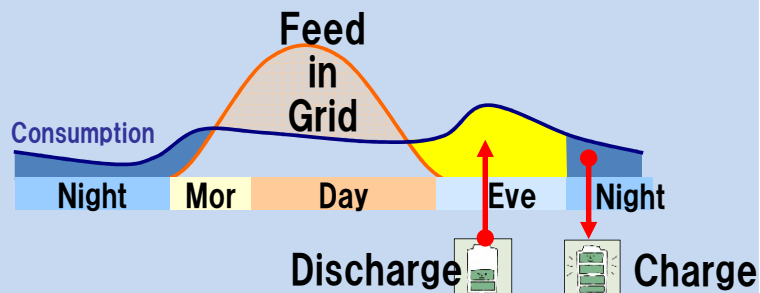 Feed
in
Grid
Consumption
Night Mor Day Eve Night
Discharge Charge